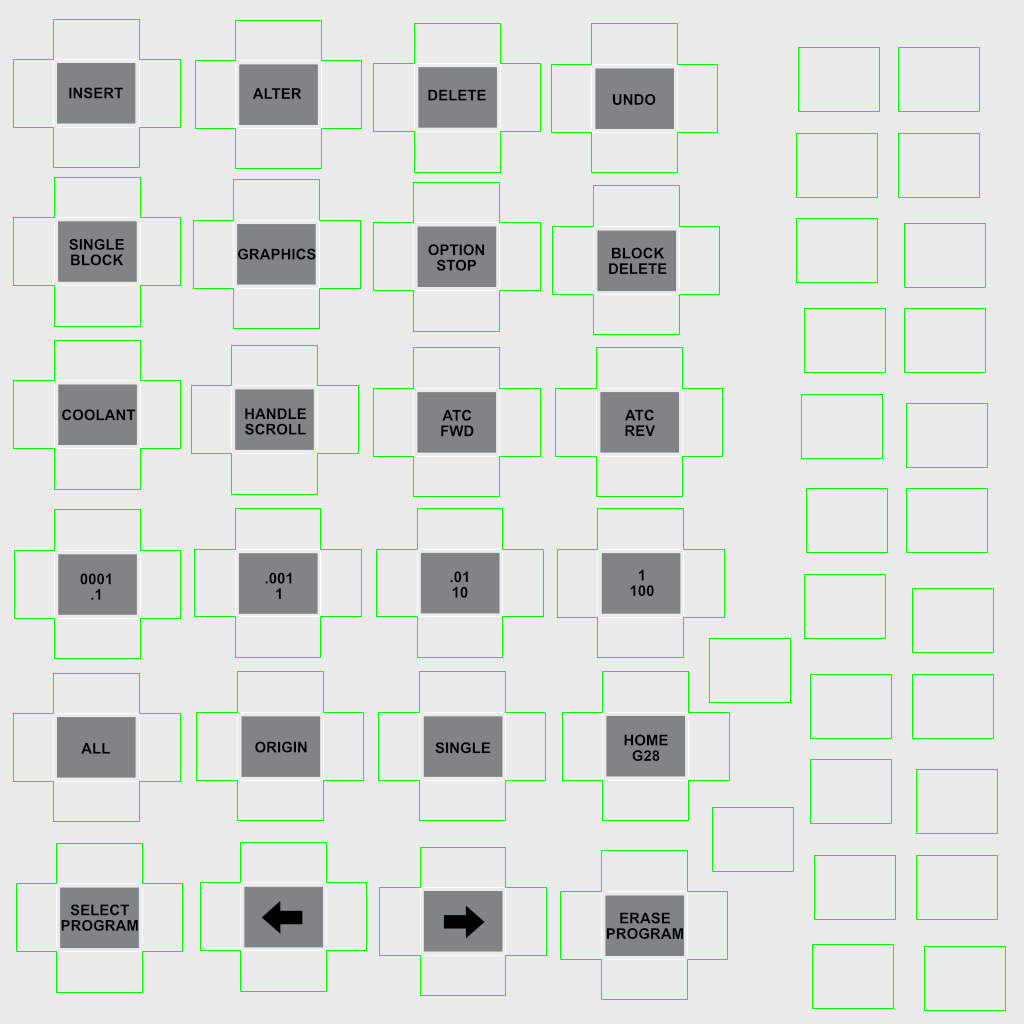 INSERT
ALTER
DELETE
UNDO
SINGLE
BLOCK
GRAPHICS
OPTION
STOP
BLOCK
DELETE
COOLANT
HANDLE
SCROLL
ATC
FWD
ATC
REV
0001
.1
.001
1
.01
10
1
100
ALL
ORIGIN
SINGLE
HOME
G28
SELECT
PROGRAM
ERASE
PROGRAM